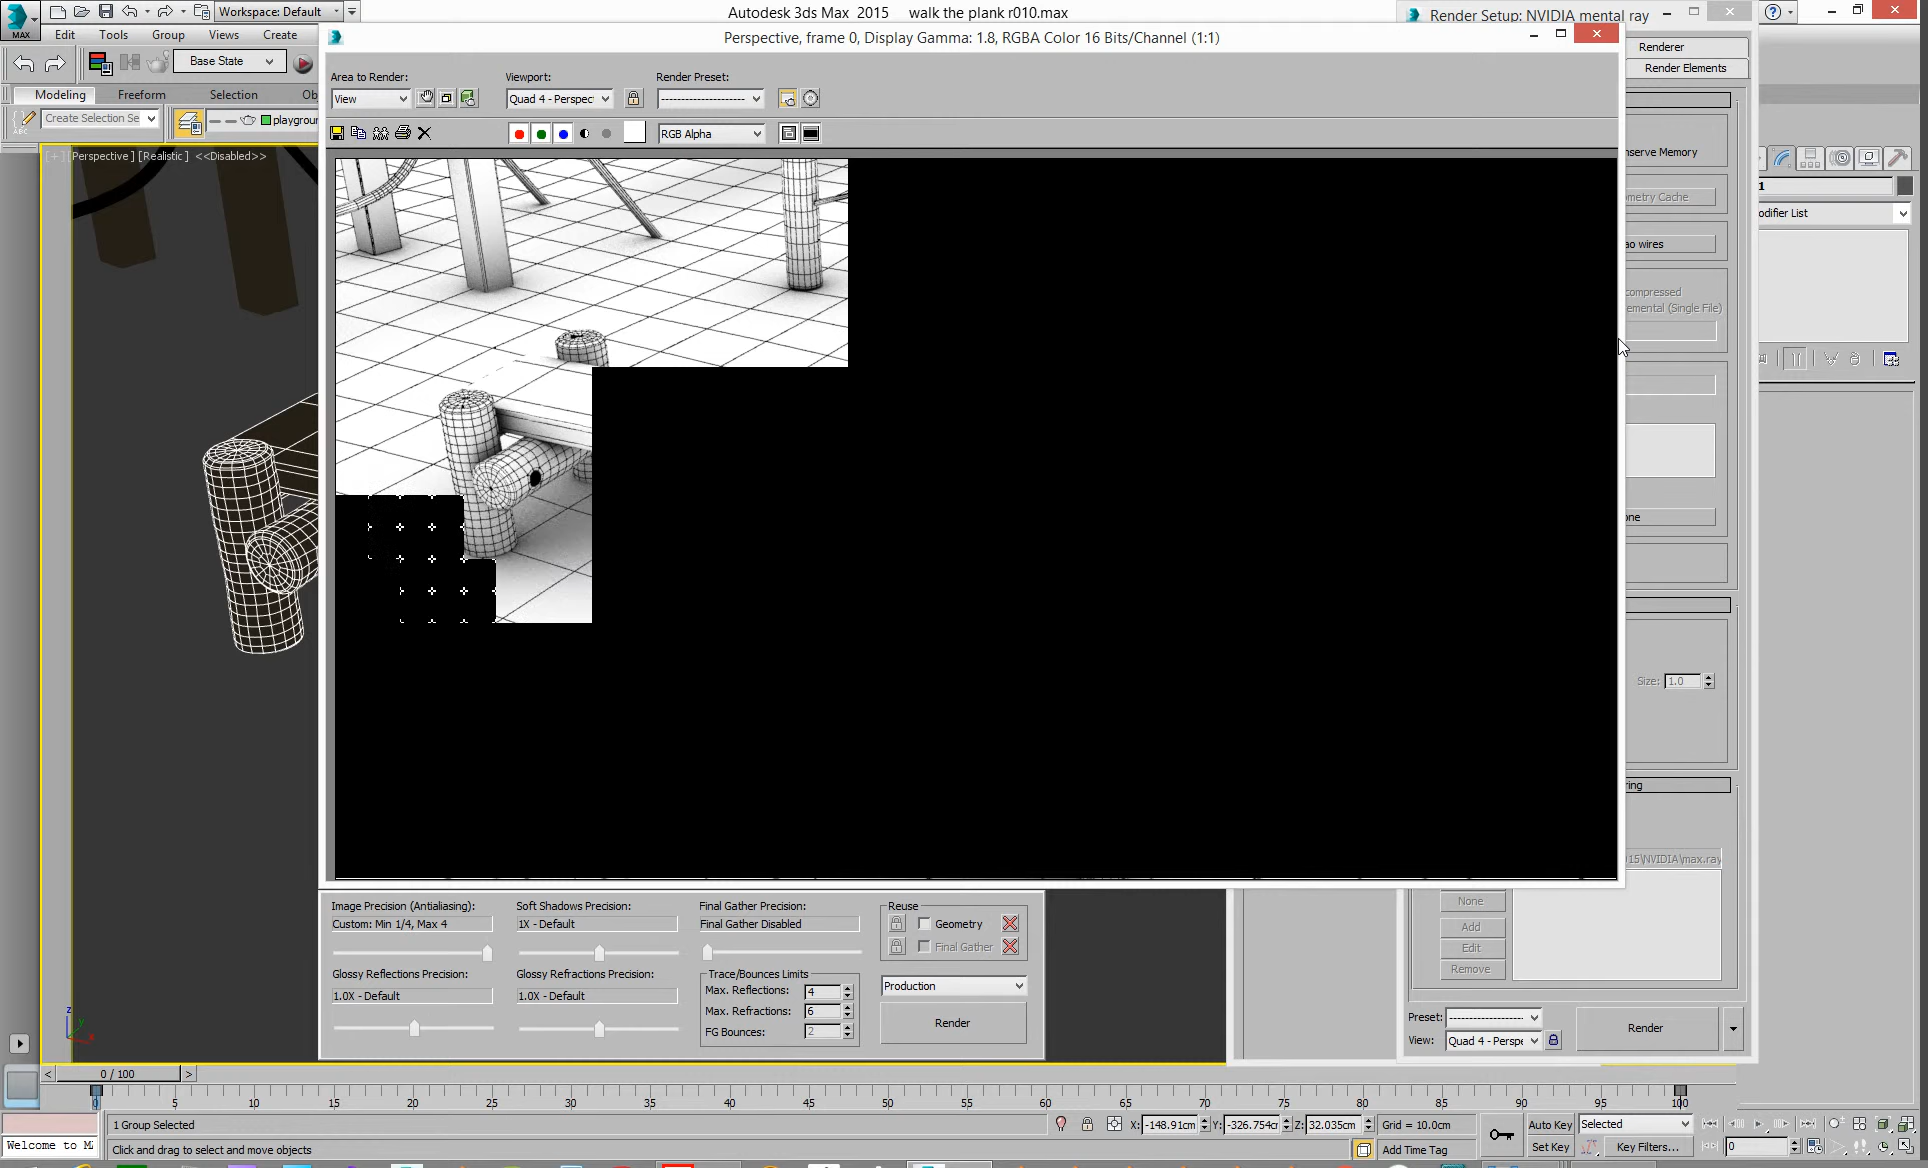 Workspace: Default
Autodesk 3ds Max 2015 walk the plank r010.max
Render Setup: NVIDIA mental ray
MAX
Edit Tools Group Views Create
Perspective, frame 0, Display Gamma: 1.8, RGBA Color 16 Bits/Channel (1:1)
Renderer
Render Elements
Base State
Area to Render:
Viewport:
Render Preset:
View
Quad 4 - Perspec
Modeling Freeform Selection
Create Selection Se
playgroun
RGB Alpha
[+] [Perspective] [Realistic] <<Disabled>>
nserve Memory
1
ometry Cache
odifier List
ao wires
compressed
emental (Single File)
one
Size: 1.0
ring
15\NVIDIA\max.ray
Image Precision (Antialiasing):
Custom: Min 1/4, Max 4
Soft Shadows Precision:
1X - Default
Final Gather Precision:
Final Gather Disabled
Reuse
Geometry
Final Gather
None
Add
Edit
Remove
Glossy Reflections Precision:
1.0X - Default
Glossy Refractions Precision:
1.0X - Default
Trace/Bounces Limits
Max. Reflections: 4
Max. Refractions: 6
FG Bounces: 2
Production
Render
Preset:
View: Quad 4 - Perspe
Render
z
y
x
0 / 100
0 5 10 15 20 25 30 35 40 45 50 55 60 65 70 75 80 85 90 95 100
1 Group Selected
X: -148.91cm Y: -326.754cr Z: 32.035cm
Grid = 10.0cm
Auto Key
Selected
Welcome to M
Click and drag to select and move objects
Add Time Tag
Set Key
Key Filters...
0